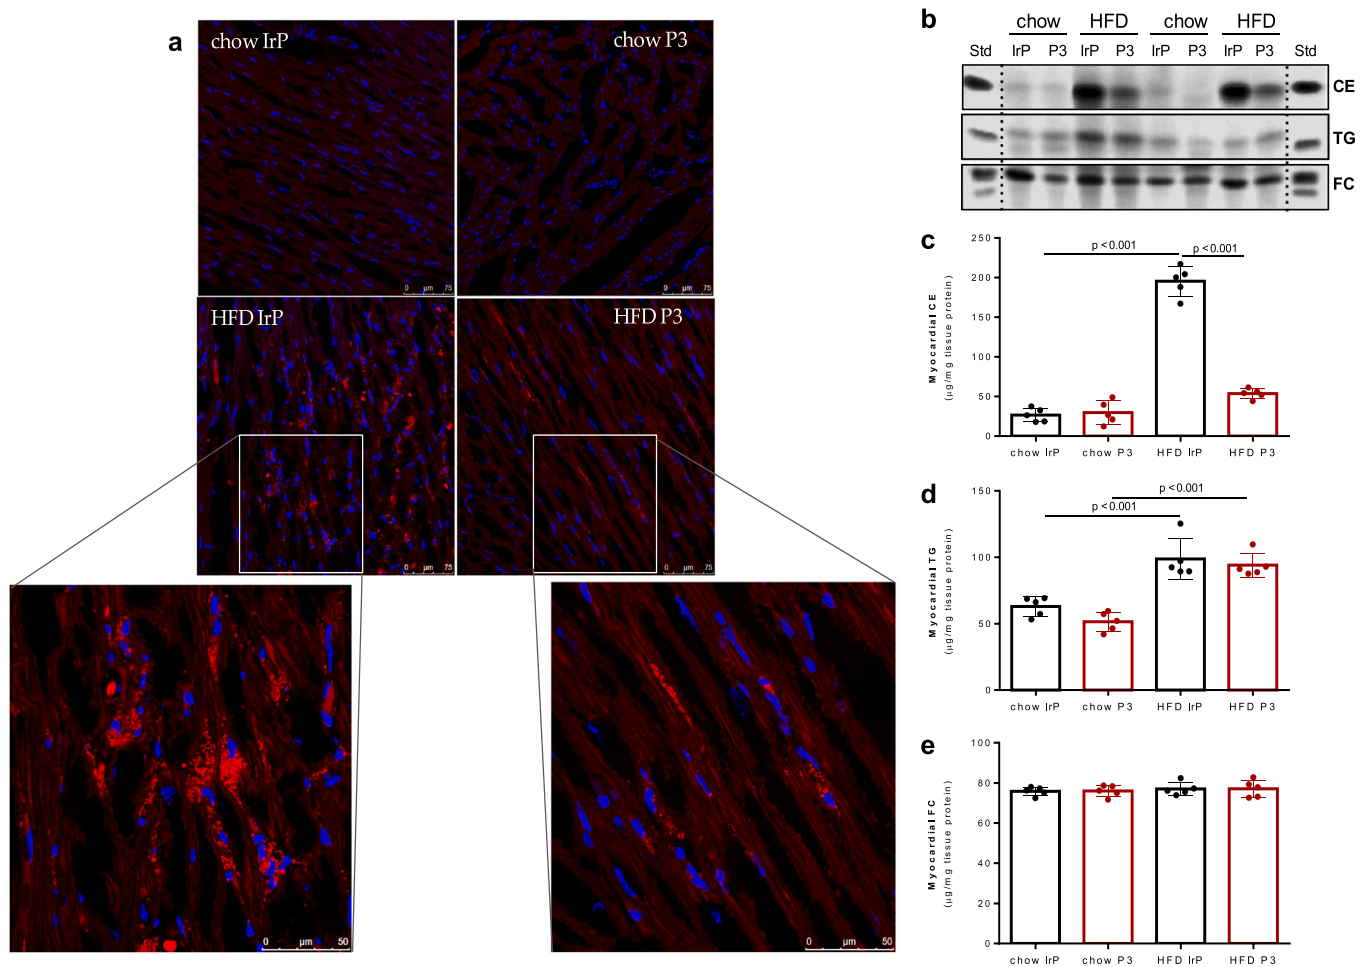 a
chow IrP
chow P3
0 µm 75
0 µm 75
HFD IrP
HFD P3
0 µm 75
0 µm 75
0 µm 50
0 µm 50
b
chow HFD chow HFD
Std IrP P3 IrP P3 IrP P3 IrP P3 Std
CE
TG
FC
c
Myocardial CE
(µg/mg tissue protein)
250
200
150
100
50
0
p<0.001
p<0.001
chow IrP chow P3 HFD IrP HFD P3
d
Myocardial TG
(µg/mg tissue protein)
150
100
50
0
p<0.001
p<0.001
chow IrP chow P3 HFD IrP HFD P3
e
Myocardial FC
(µg/mg tissue protein)
100
80
60
40
20
0
chow IrP chow P3 HFD IrP HFD P3